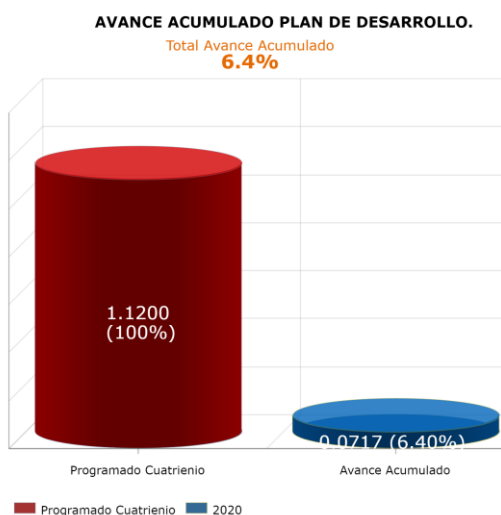 AVANCE ACUMULADO PLAN DE DESARROLLO.
Total Avance Acumulado
6.4%
1.1200
(100%)
0.0717 (6.40%)
Programado Cuatrienio
Avance Acumulado
Programado Cuatrienio
2020